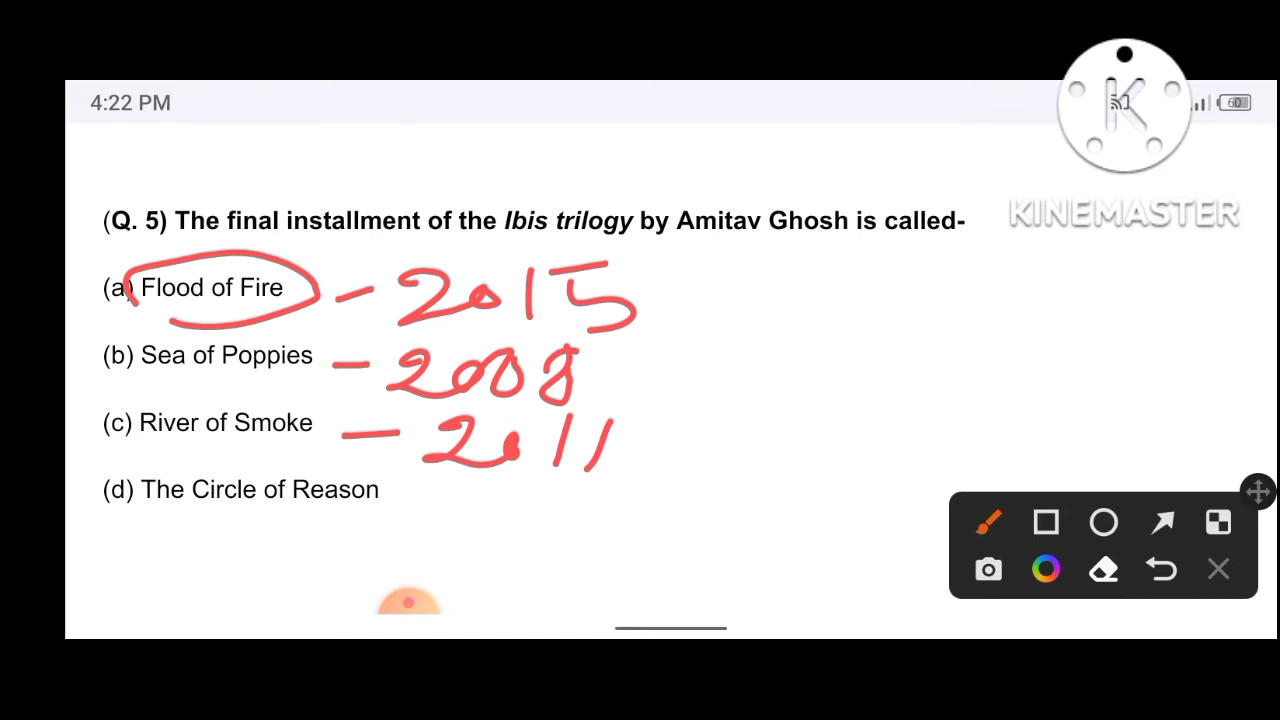 4:22 PM
60
KINEMASTER
(Q. 5) The final installment of the Ibis trilogy by Amitav Ghosh is called-
(a) Flood of Fire - 2015
(b) Sea of Poppies - 2008
(c) River of Smoke - 2011
(d) The Circle of Reason